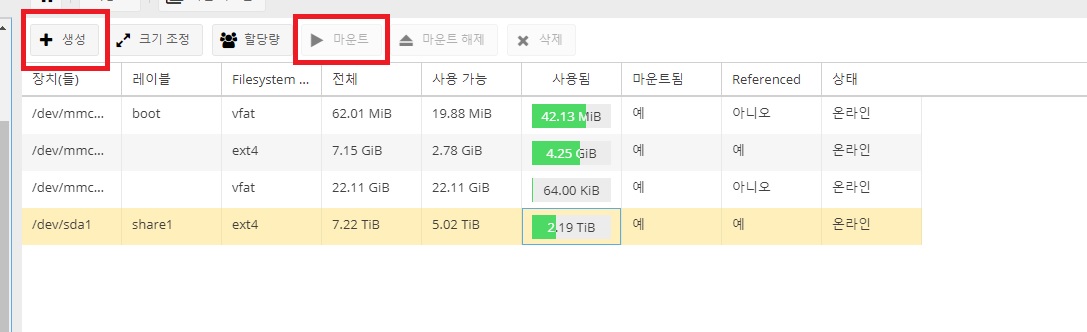 생성 크기 조정 할당량 마운트 마운트 해제 삭제
장치(들) 레이블 Filesystem ... 전체 사용 가능 사용됨 마운트됨 Referenced 상태
/dev/mmc... boot vfat 62.01 MiB 19.88 MiB 42.13 MiB 예 아니오 온라인
/dev/mmc... ext4 7.15 GiB 2.78 GiB 4.25 GiB 예 예 온라인
/dev/mmc... vfat 22.11 GiB 22.11 GiB 64.00 KiB 예 아니오 온라인
/dev/sda1 share1 ext4 7.22 TiB 5.02 TiB 2.19 TiB 예 예 온라인